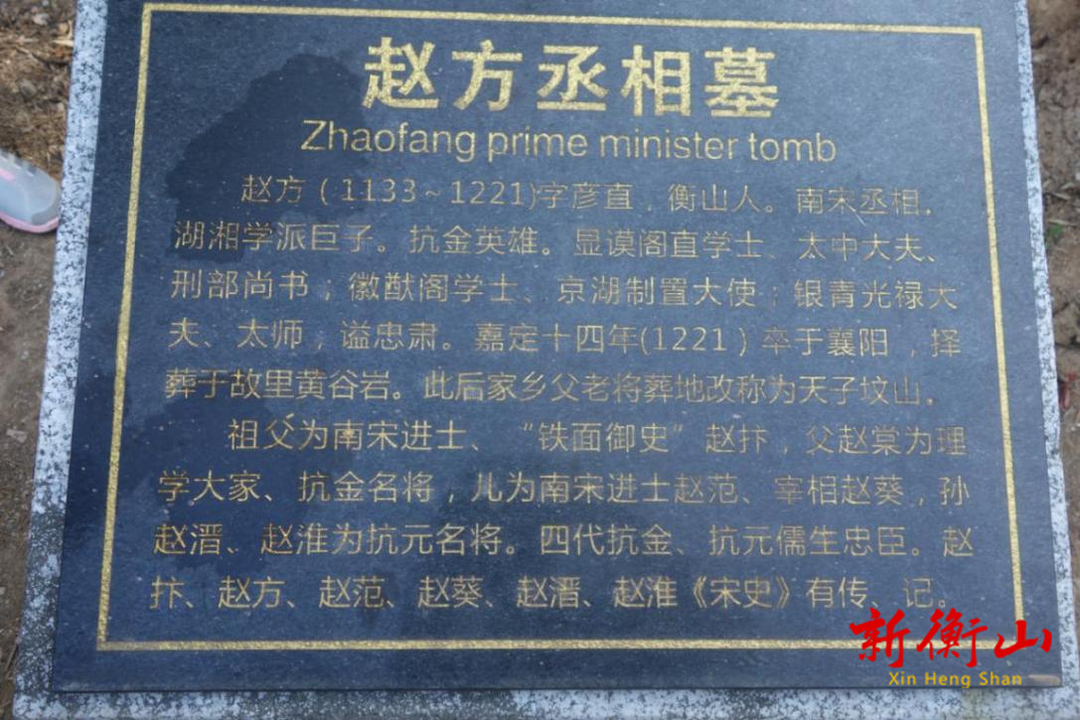 赵方丞相墓
Zhaofang prime minister tomb
赵方(1133~1221)字彦直，衡山人。南宋丞相，
湖湘学派巨子。抗金英雄。显谟阁直学士、太中大夫、
刑部尚书；徽猷阁学士、京湖制置大使；银青光禄大
夫、太师，谥忠肃。嘉定十四年(1221)卒于襄阳，择
葬于故里黄谷岩。此后家乡父老将葬地改称为天子坟山。
祖父为南宋进士、“铁面御史”赵抃，父赵棠为理
学大家、抗金名将，儿为南宋进士赵范、宰相赵葵，孙
赵溍、赵淮为抗元名将。四代抗金、抗元儒生忠臣。赵
抃、赵方、赵范、赵葵、赵溍、赵淮《宋史》有传、记。
新衡山
Xin Heng Shan